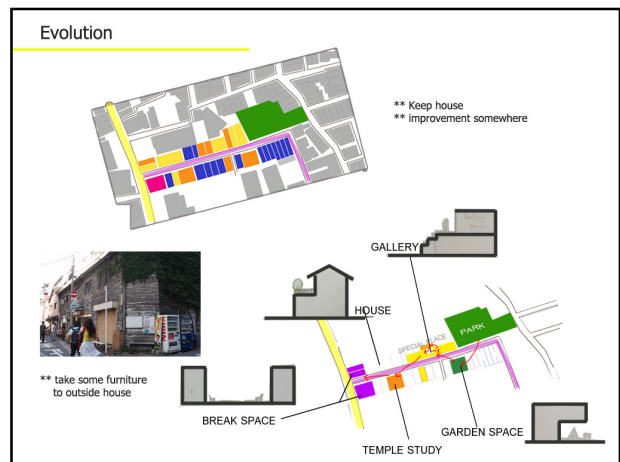 Evolution
** Keep house
** improvement somewhere
GALLERY
HOUSE
SPECIAL PLACE
PARK
** take some furniture
to outside house
BREAK SPACE
GARDEN SPACE
TEMPLE STUDY